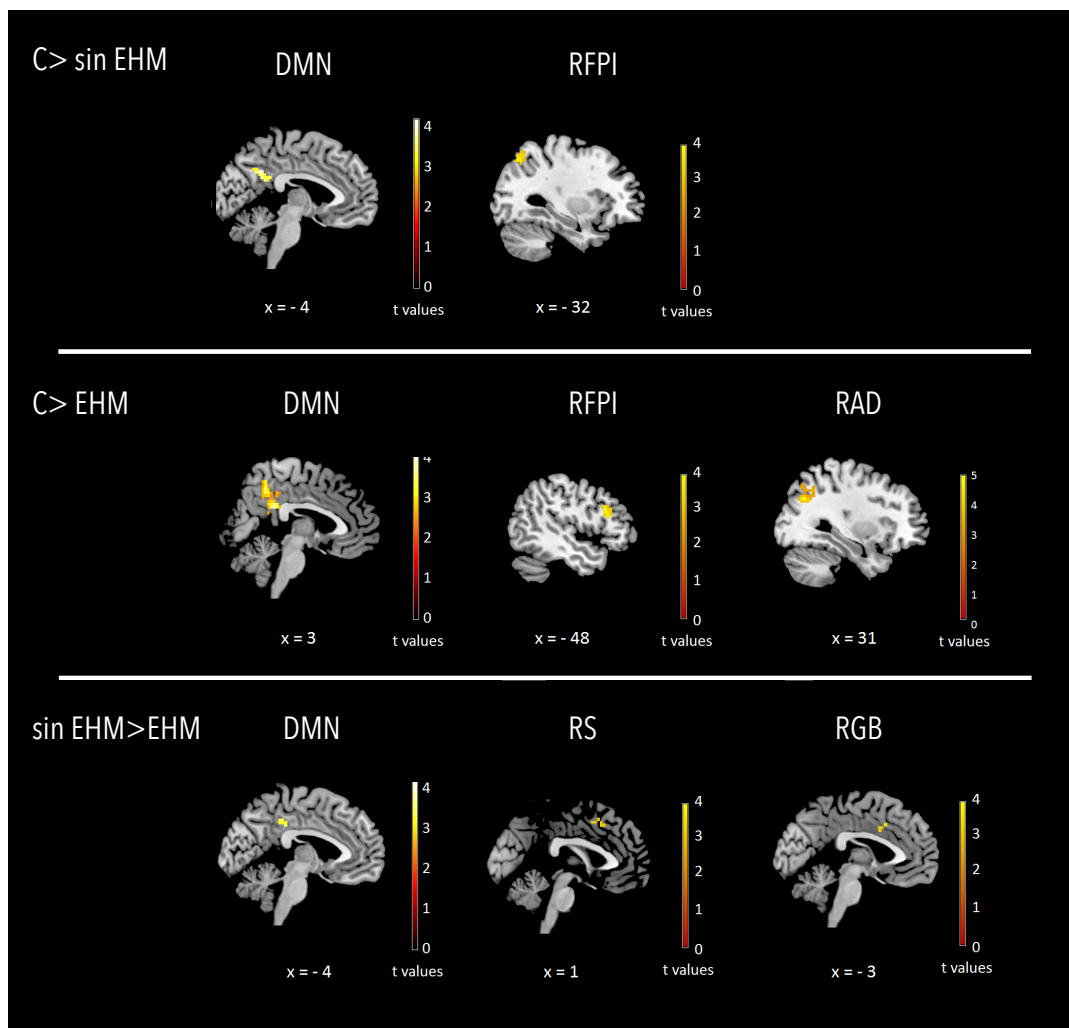 C> sin EHM
DMN
RFPI
4
3
2
1
0
4
3
2
1
0
x = - 4
t values
x = - 32
t values
C> EHM
DMN
RFPI
RAD
4
3
2
1
0
4
3
2
1
0
5
4
3
2
1
0
x = 3
t values
x = - 48
t values
x = 31
t values
sin EHM>EHM
DMN
RS
RGB
4
3
2
1
0
4
3
2
1
0
4
3
2
1
0
x = - 4
t values
x = 1
t values
x = - 3
t values